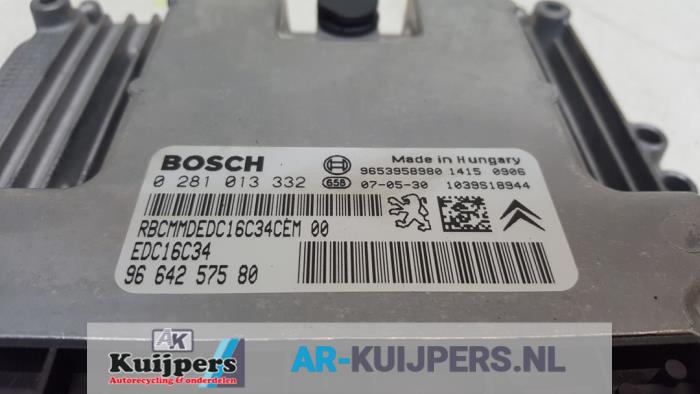 BOSCH
Made in Hungary
9653958980 1415 0906
0 281 013 332 658 07-05-30 1039S18944
RBCMMDEDC16C34CEM 00
EDC16C34
96 642 575 80
AK
Kuijpers
Autorecycling & onderdelen
AR-KUIJPERS.NL